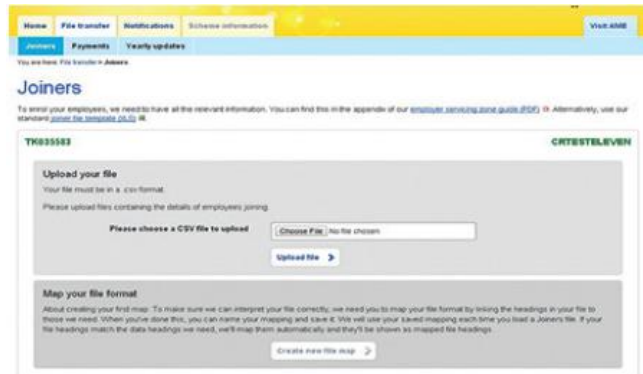 Home File transfer Notifications Scheme information Visit AME
Joiners Payments Yearly updates
You are here: File transfer > Joiners
Joiners
To enrol your employees, we need to have all the relevant information. You can find this in the appendix of our employer servicing zone guide (PDF) Alternatively, use our
standard joiner file template (XLS)
TK035583 CRTESTELEVEN
Upload your file
Your file must be in a .csv format.
Please upload files containing the details of employees joining.
Please choose a CSV file to upload Choose File No file chosen
Upload file
Map your file format
About creating your first map: To make sure we can interpret your file correctly, we need you to map your file format by linking the headings in your file to
those we need. When you've done this, you can name your mapping and save it. We will use your saved mapping each time you load a Joiners file. If your
file headings match the data headings we need, we'll map them automatically and they'll be shown as mapped file headings.
Create new file map